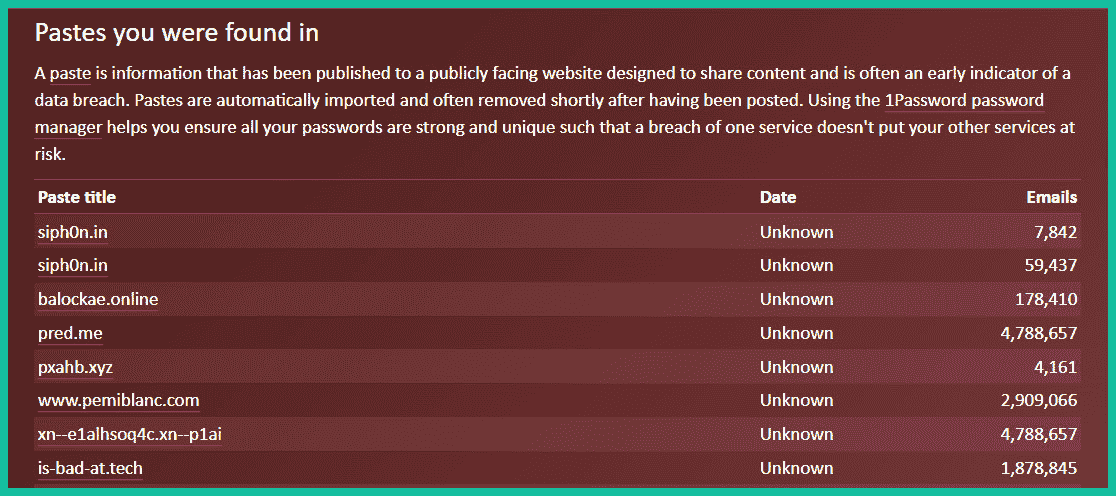 Pastes you were found in
A paste is information that has been published to a publicly facing website designed to share content and is often an early indicator of a
data breach. Pastes are automatically imported and often removed shortly after having been posted. Using the 1Password password
manager helps you ensure all your passwords are strong and unique such that a breach of one service doesn't put your other services at
risk.
Paste title Date Emails
siph0n.in Unknown 7,842
siph0n.in Unknown 59,437
balockae.online Unknown 178,410
pred.me Unknown 4,788,657
pxahb.xyz Unknown 4,161
www.pemiblanc.com Unknown 2,909,066
xn--e1alhsoq4c.xn--p1ai Unknown 4,788,657
is-bad-at.tech Unknown 1,878,845